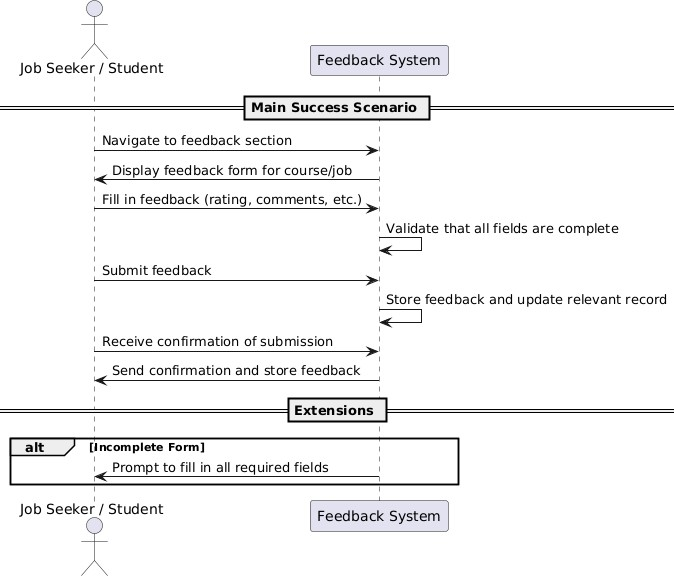 Job Seeker / Student
Feedback System
Main Success Scenario
Navigate to feedback section
Display feedback form for course/job
Fill in feedback (rating, comments, etc.)
Validate that all fields are complete
Submit feedback
Store feedback and update relevant record
Receive confirmation of submission
Send confirmation and store feedback
Extensions
alt [Incomplete Form]
Prompt to fill in all required fields
Job Seeker / Student
Feedback System